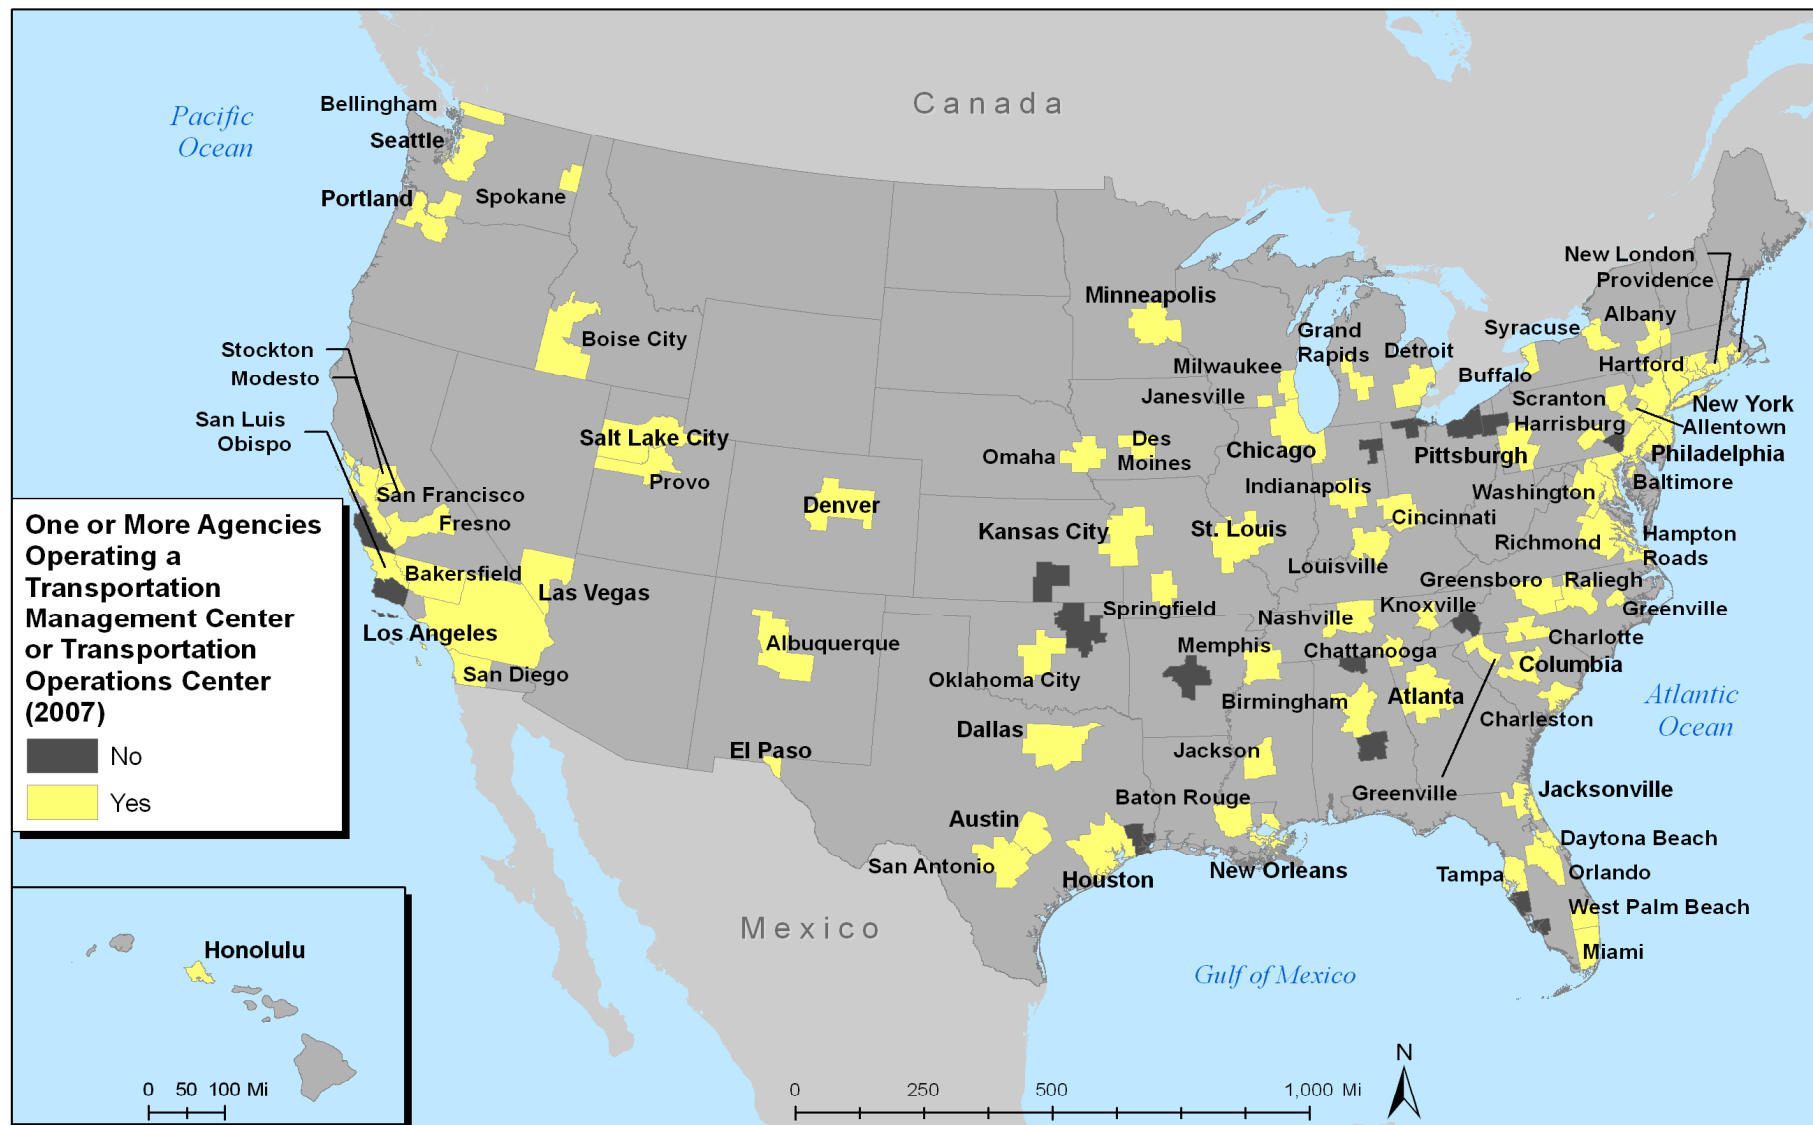 Canada
Pacific
Ocean
Bellingham
Seattle
Portland
Spokane
Boise City
Stockton
Modesto
San Luis
Obispo
Salt Lake City
Provo
San Francisco
Fresno
Bakersfield
Las Vegas
Los Angeles
San Diego
Denver
Albuquerque
El Paso
Minneapolis
Omaha
Des
Moines
Kansas City
St. Louis
Springfield
Oklahoma City
Dallas
Austin
San Antonio
Houston
Milwaukee
Janesville
Chicago
Grand
Rapids
Detroit
Indianapolis
Cincinnati
Louisville
Nashville
Knoxville
Memphis
Chattanooga
Birmingham
Atlanta
Jackson
Baton Rouge
New Orleans
New London
Providence
Syracuse
Albany
Hartford
Buffalo
Scranton
New York
Harrisburg
Allentown
Pittsburgh
Philadelphia
Baltimore
Washington
Richmond
Hampton
Roads
Greensboro
Raliegh
Greenville
Charlotte
Columbia
Charleston
Greenville
Jacksonville
Daytona Beach
Orlando
Tampa
West Palm Beach
Miami
Atlantic
Ocean
Gulf of Mexico
Mexico
One or More Agencies
Operating a
Transportation
Management Center
or Transportation
Operations Center
(2007)
No
Yes
Honolulu
0 50 100 Mi
0 250 500 1,000 Mi
N